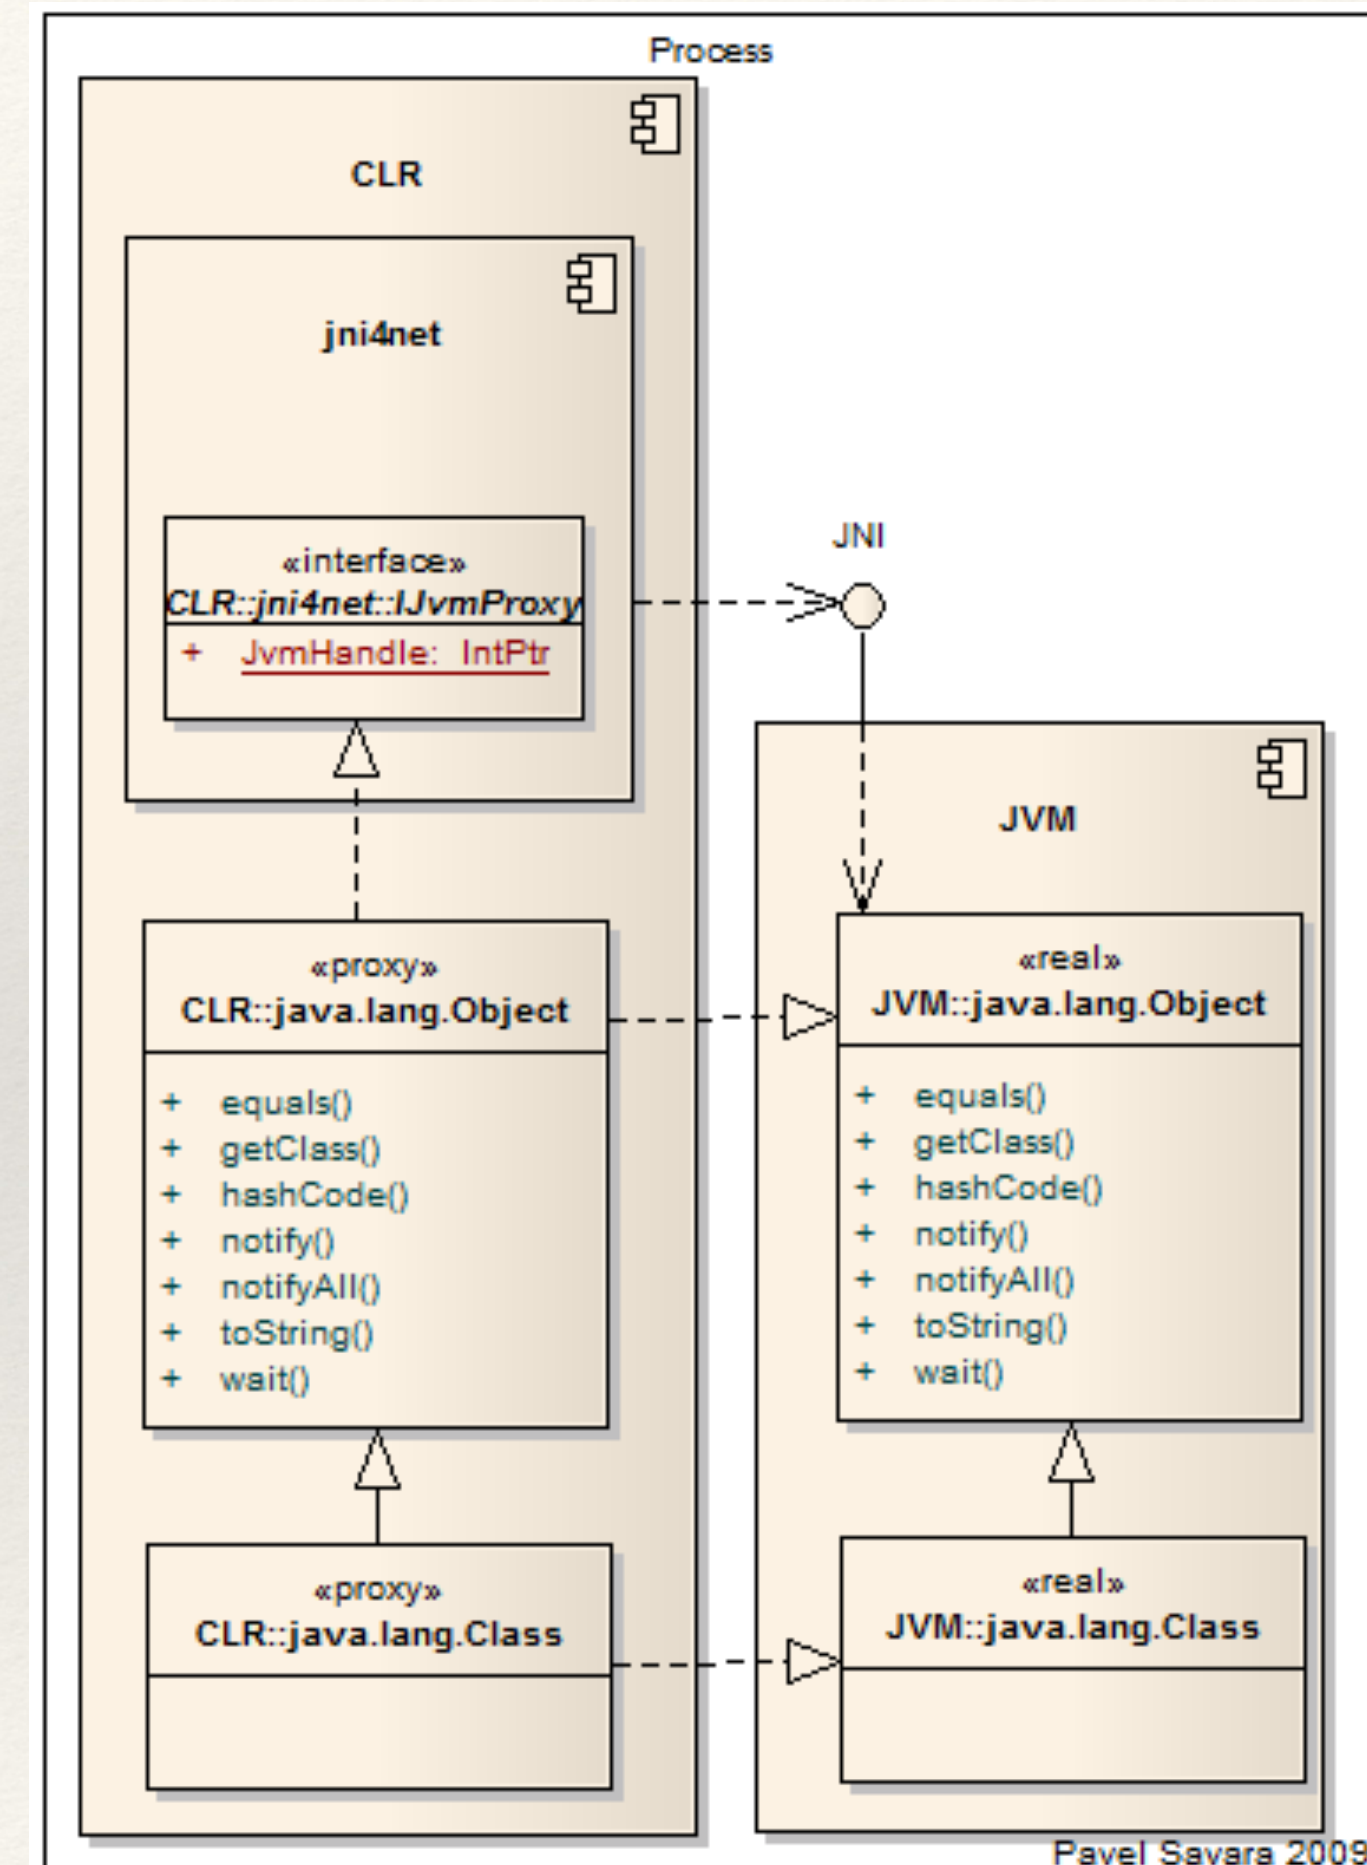 Process
CLR
jni4net
«interface»
CLR::jni4net::IJvmProxy
+ JvmHandle: IntPtr
JNI
JVM
«proxy»
CLR::java.lang.Object
+ equals()
+ getClass()
+ hashCode()
+ notify()
+ notifyAll()
+ toString()
+ wait()
«real»
JVM::java.lang.Object
+ equals()
+ getClass()
+ hashCode()
+ notify()
+ notifyAll()
+ toString()
+ wait()
«proxy»
CLR::java.lang.Class
«real»
JVM::java.lang.Class
Pavel Savara 2009